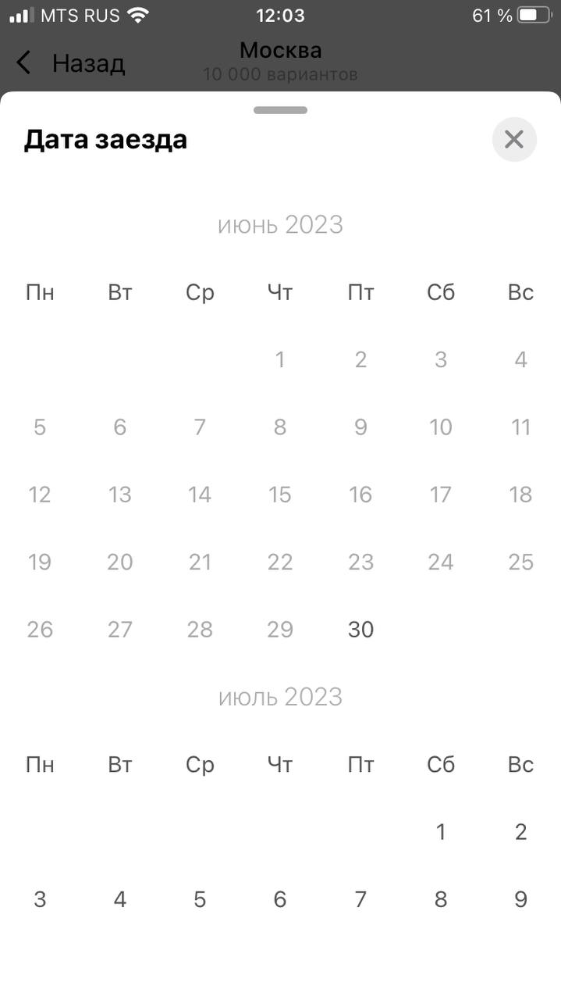 MTS RUS 12:03 61 %
Назад
Москва
10 000 вариантов
Дата заезда
июнь 2023
Пн Вт Ср Чт Пт Сб Вс
1 2 3 4
5 6 7 8 9 10 11
12 13 14 15 16 17 18
19 20 21 22 23 24 25
26 27 28 29 30
июль 2023
Пн Вт Ср Чт Пт Сб Вс
1 2
3 4 5 6 7 8 9